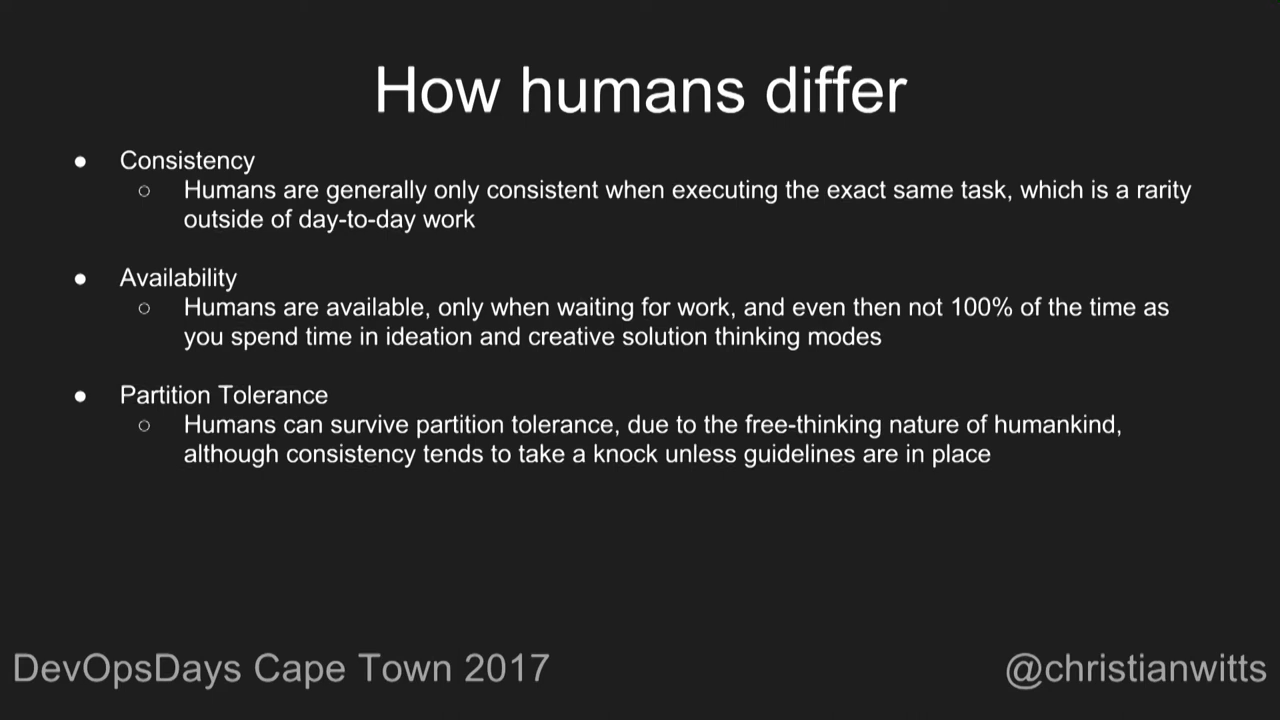 How humans differ
● Consistency
○ Humans are generally only consistent when executing the exact same task, which is a rarity
outside of day-to-day work
● Availability
○ Humans are available, only when waiting for work, and even then not 100% of the time as
you spend time in ideation and creative solution thinking modes
● Partition Tolerance
○ Humans can survive partition tolerance, due to the free-thinking nature of humankind,
although consistency tends to take a knock unless guidelines are in place
DevOpsDays Cape Town 2017
@christianwitts